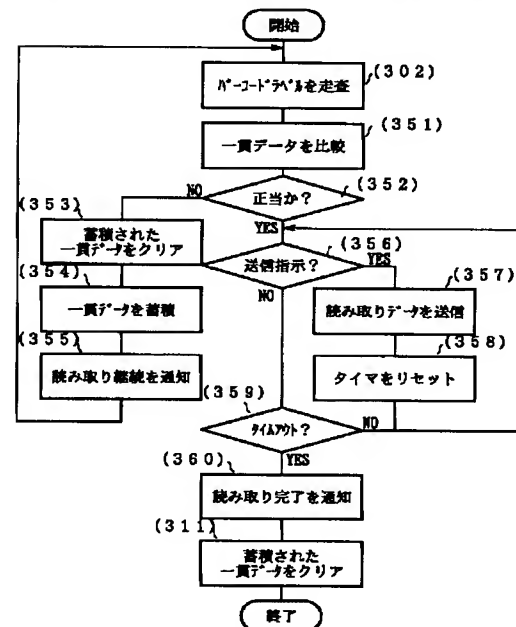 開始
(302)
バーコードラベルを走査
(351)
一貫データを比較
(352)
正当か?
NO
YES
(353)
蓄積された
一貫データをクリア
(356)
送信指示?
YES
NO
(354)
一貫データを蓄積
(357)
読み取りデータを送信
(355)
読み取り継続を通知
(358)
タイマをリセット
(359)
タイムアウト?
NO
YES
(360)
読み取り完了を通知
(311)
蓄積された
一貫データをクリア
終了